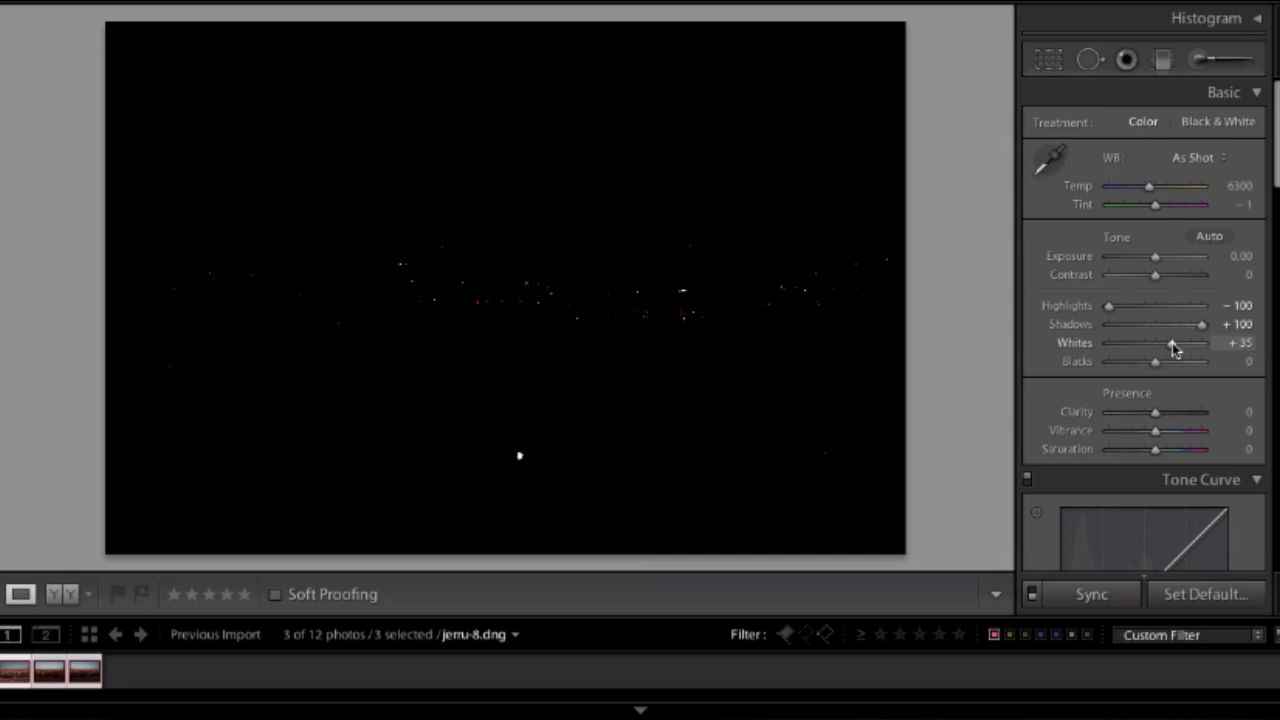 Histogram
Basic
Treatment : Color Black & White
WB: As Shot
Temp 6300
Tint – 1
Tone Auto
Exposure 0,00
Contrast 0
Highlights – 100
Shadows + 100
Whites + 35
Blacks 0
Presence
Clarity 0
Vibrance 0
Saturation 0
Tone Curve
YY Soft Proofing Sync Set Default...
1 2 Previous Import 3 of 12 photos /3 selected /jerru-8.dng Filter : ≥ Custom Filter